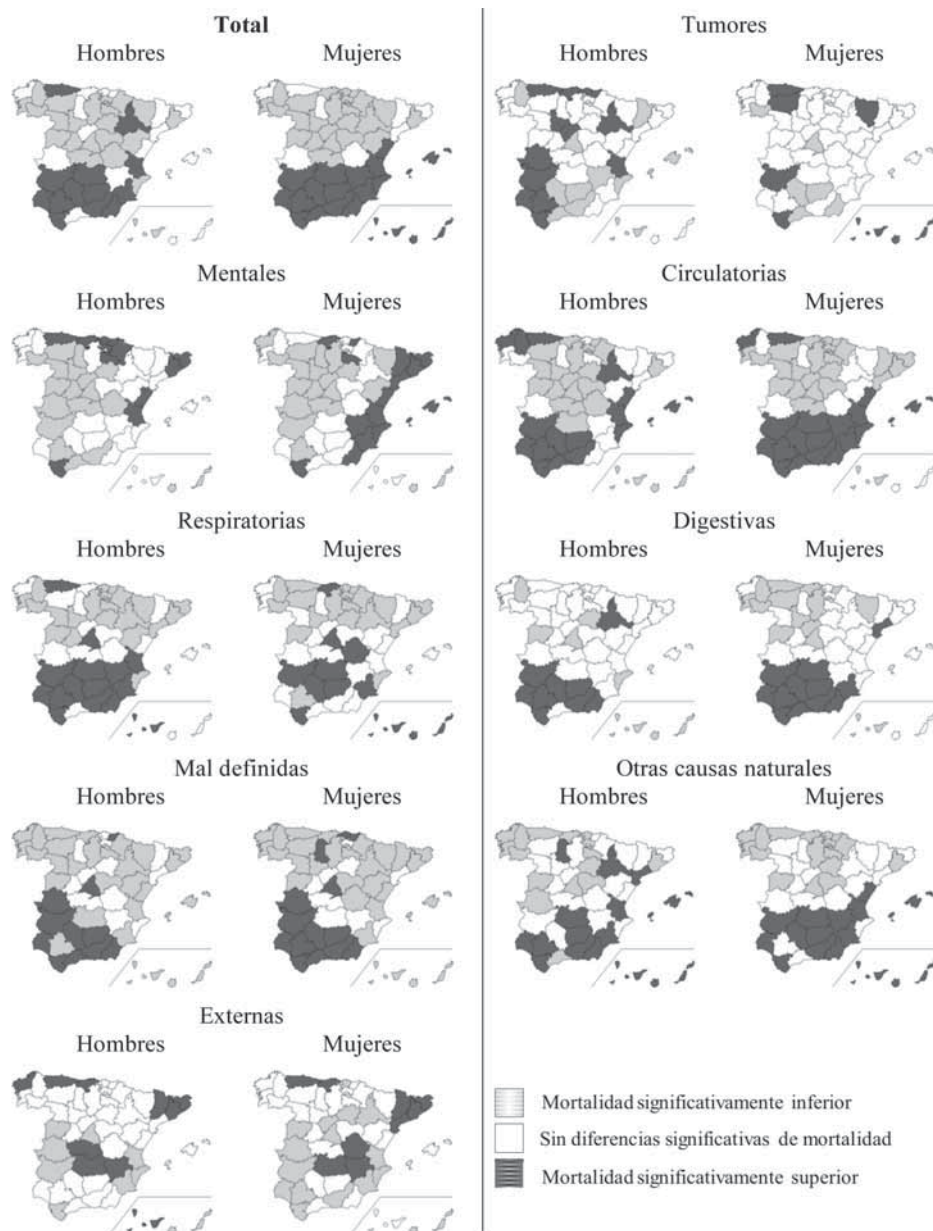 Total
Hombres
Mujeres
Tumores
Hombres
Mujeres
Mentales
Hombres
Mujeres
Circulatorias
Hombres
Mujeres
Respiratorias
Hombres
Mujeres
Digestivas
Hombres
Mujeres
Mal definidas
Hombres
Mujeres
Otras causas naturales
Hombres
Mujeres
Externas
Hombres
Mujeres
Mortalidad significativamente inferior
Sin diferencias significativas de mortalidad
Mortalidad significativamente superior